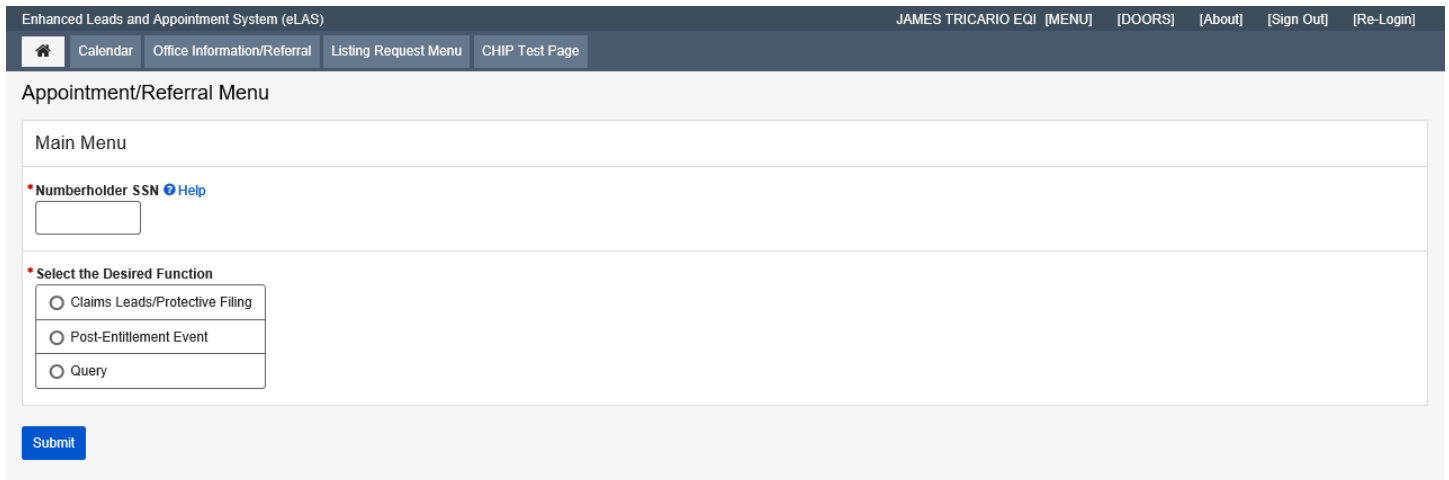 Enhanced Leads and Appointment System (eLAS) JAMES TRICARIO EQI [MENU] [DOORS] [About] [Sign Out] [Re-Login]
Calendar Office Information/Referral Listing Request Menu CHIP Test Page
Appointment/Referral Menu
Main Menu
*Numberholder SSN ? Help
*Select the Desired Function
Claims Leads/Protective Filing
Post-Entitlement Event
Query
Submit